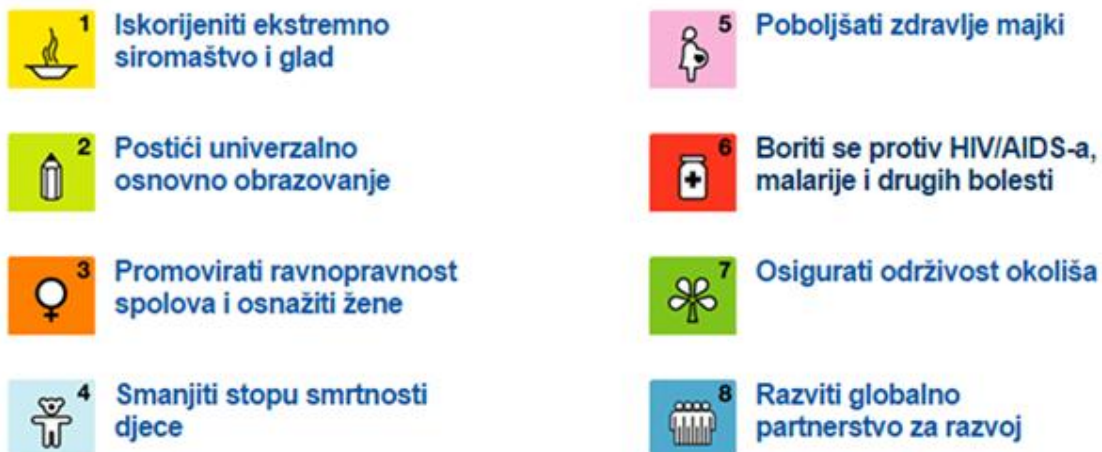 1 Iskorijeniti ekstremno
siromaštvo i glad
2 Postići univerzalno
osnovno obrazovanje
3 Promovirati ravnopravnost
spolova i osnažiti žene
4 Smanjiti stopu smrtnosti
djece
5 Poboljšati zdravlje majki
6 Boriti se protiv HIV/AIDS-a,
malarije i drugih bolesti
7 Osigurati održivost okoliša
8 Razviti globalno
partnerstvo za razvoj